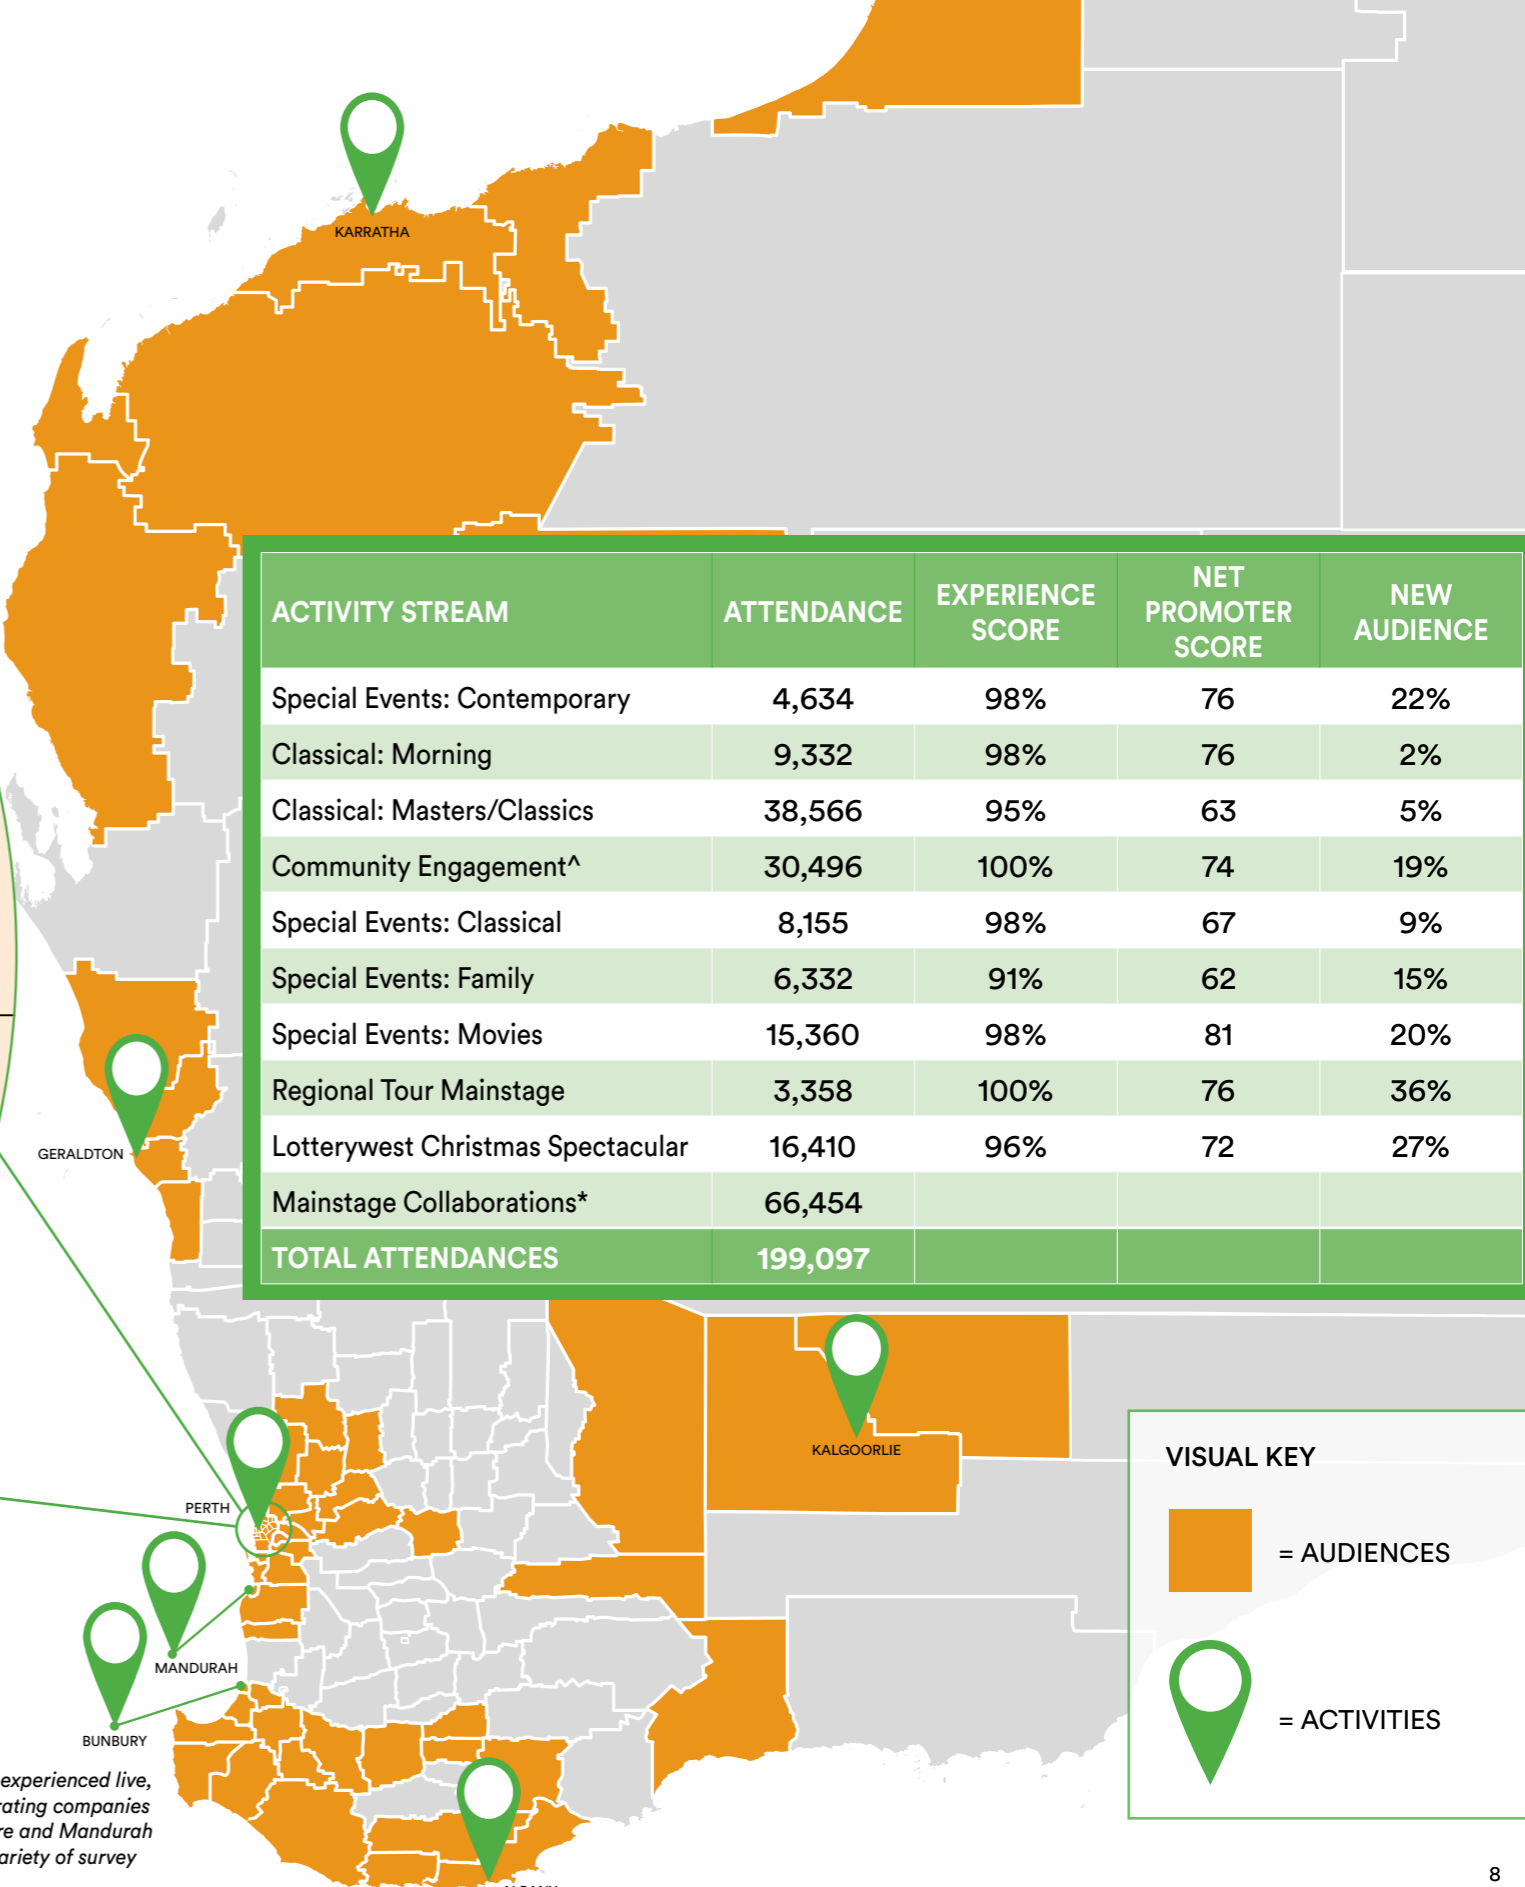 KARRATHA
ACTIVITY STREAM ATTENDANCE EXPERIENCE SCORE NET PROMOTER SCORE NEW AUDIENCE
Special Events: Contemporary 4,634 98% 76 22%
Classical: Morning 9,332 98% 76 2%
Classical: Masters/Classics 38,566 95% 63 5%
Community Engagement^ 30,496 100% 74 19%
Special Events: Classical 8,155 98% 67 9%
Special Events: Family 6,332 91% 62 15%
Special Events: Movies 15,360 98% 81 20%
Regional Tour Mainstage 3,358 100% 76 36%
Lotterywest Christmas Spectacular 16,410 96% 72 27%
Mainstage Collaborations* 66,454
TOTAL ATTENDANCES 199,097
GERALDTON
KALGOORLIE
PERTH
MANDURAH
BUNBURY
VISUAL KEY
= AUDIENCES
= ACTIVITIES
experienced live,
rating companies
re and Mandurah
ariety of survey
8